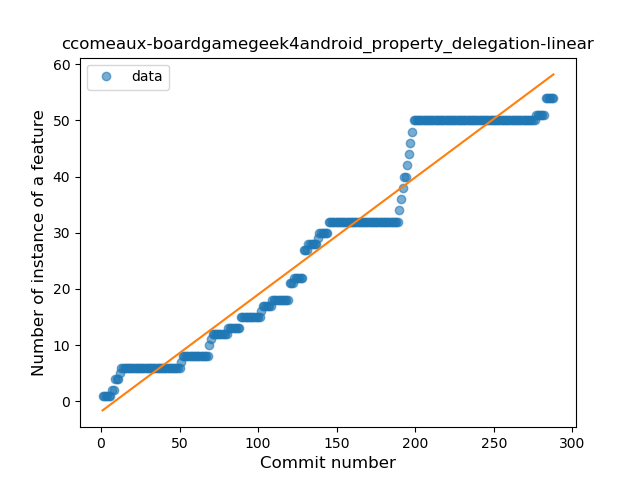 ccomeaux-boardgamegeek4android_property_delegation-linear
data
Number of instance of a feature
60
50
40
30
20
10
0
0 50 100 150 200 250 300
Commit number